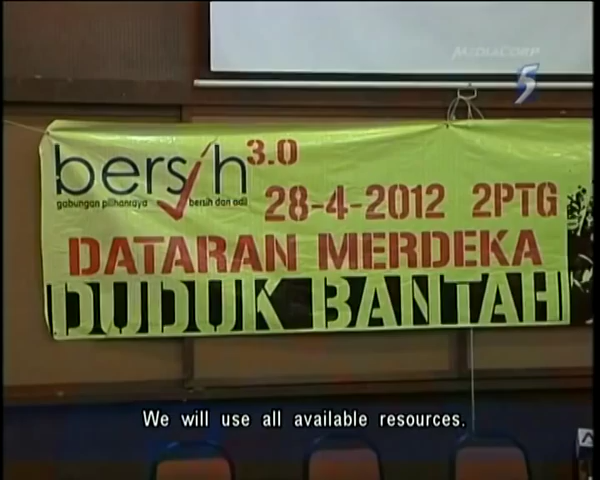 MEDIACORP
5
bersih 3.0
gabungan pilihanraya bersih dan adil
28-4-2012 2PTG
DATARAN MERDEKA
DUDUK BANTAH
We will use all available resources.